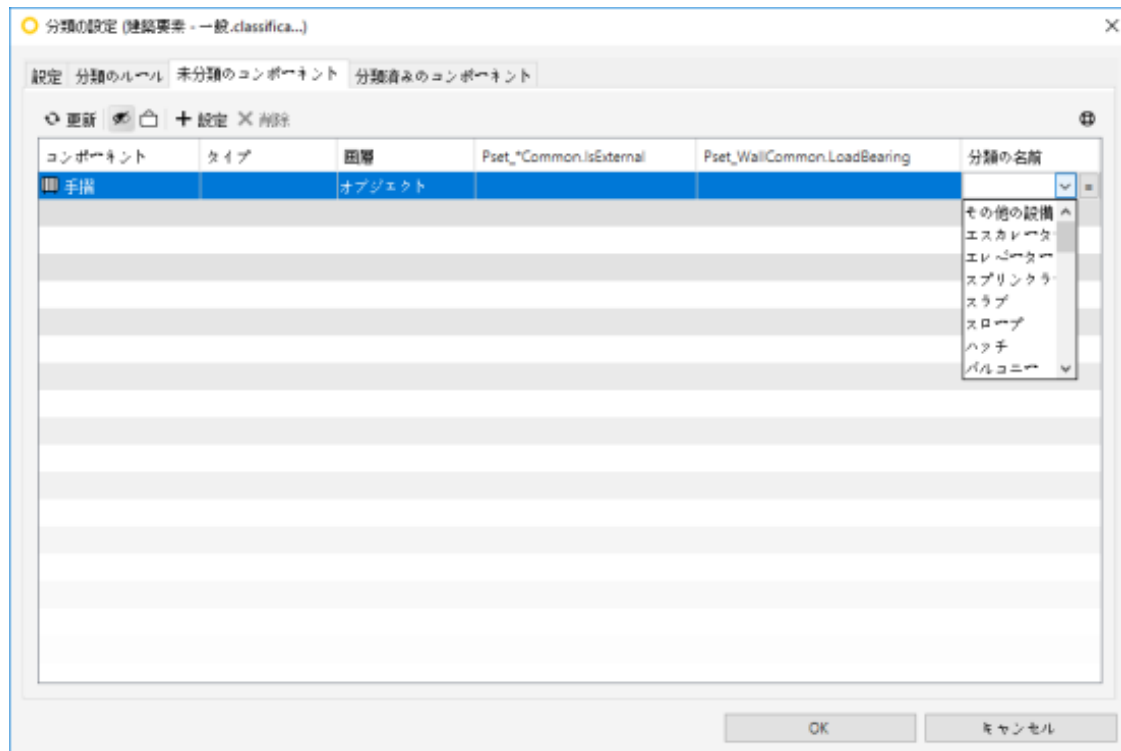 分類の設定 (建築要素 - 一般.classifica...)
設定 分類のルール 未分類のコンポーネント 分類済みのコンポーネント
更新 設定 削除
コンポーネント タイプ 画層 Pset_*Common.IsExternal Pset_WallCommon.LoadBearing 分類の名前
手摺 オブジェクト
その他の設備
エスカレータ
エレベーター
スプリンクラ
スラブ
スロープ
ハッチ
バルコニー
OK キャンセル